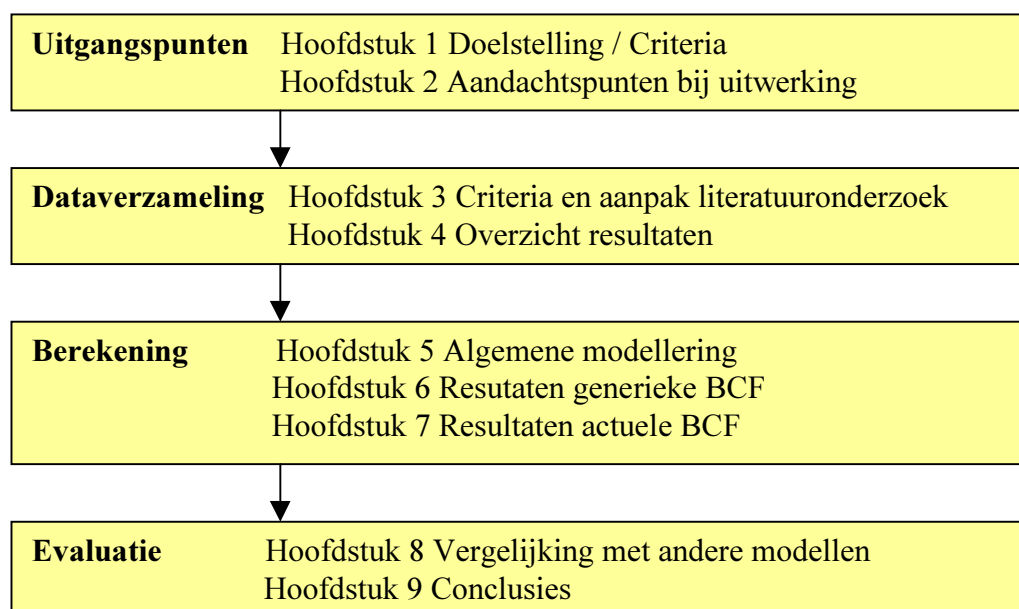 Uitgangspunten Hoofdstuk 1 Doelstelling / Criteria
Hoofdstuk 2 Aandachtspunten bij uitwerking
Dataverzameling Hoofdstuk 3 Criteria en aanpak literatuuronderzoek
Hoofdstuk 4 Overzicht resultaten
Berekening Hoofdstuk 5 Algemene modellering
Hoofdstuk 6 Resutaten generieke BCF
Hoofdstuk 7 Resultaten actuele BCF
Evaluatie Hoofdstuk 8 Vergelijking met andere modellen
Hoofdstuk 9 Conclusies